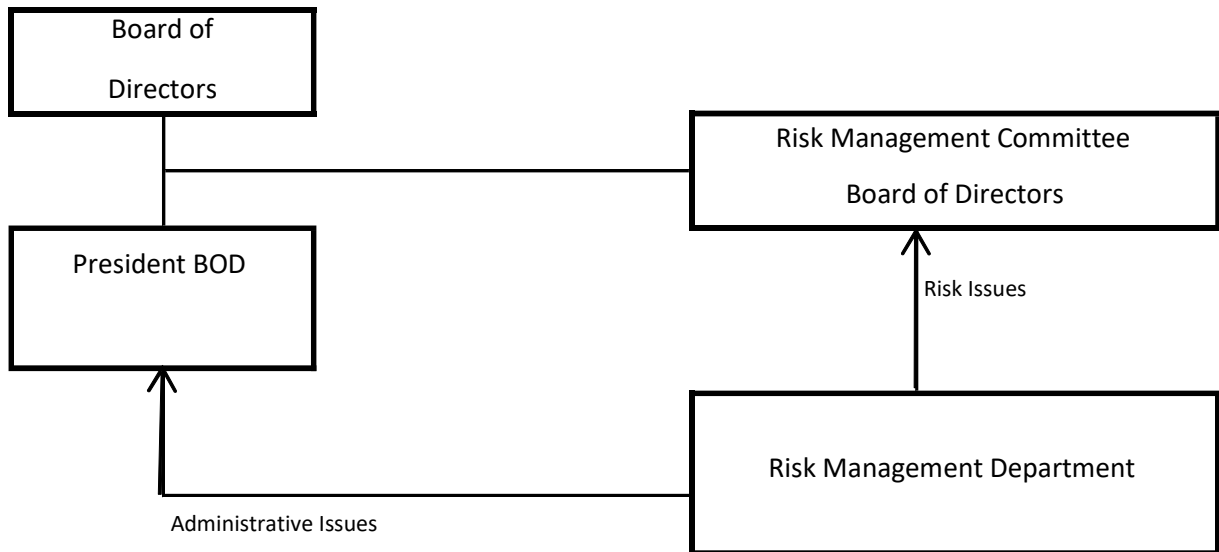 Board of
Directors
Risk Management Committee
Board of Directors
President BOD
Risk Issues
Risk Management Department
Administrative Issues